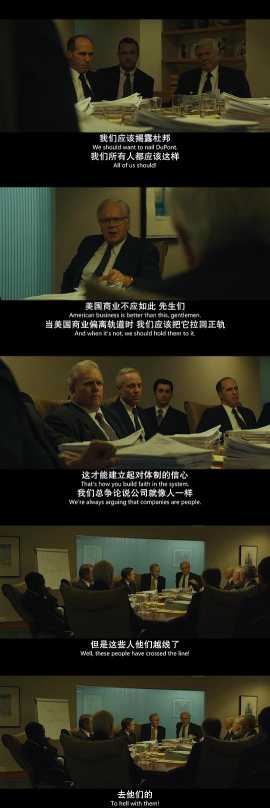 我们应该揭露杜邦
We should want to nail DuPont.
我们所有人都应该这样
All of us should!
美国商业不应如此 先生们
American business is better than this, gentlemen.
当美国商业偏离轨道时 我们应该把它拉回正轨
And when it's not, we should hold them to it.
这才能建立起对体制的信心
That's how you build faith in the system.
我们总争论说公司就像人一样
We're always arguing that companies are people.
但是这些人他们越线了
Well, these people have crossed the line!
去他们的
To hell with them!